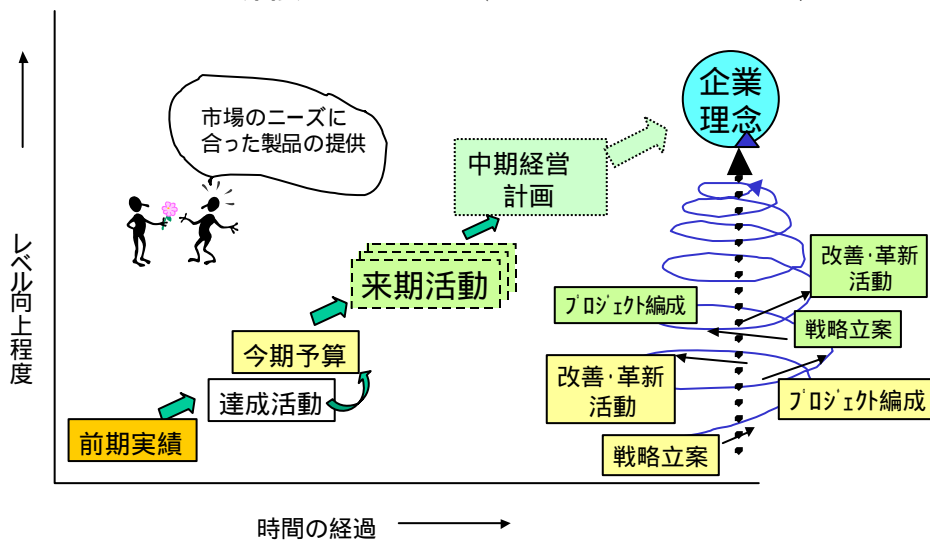 企業
理念
市場のニーズに
合った製品の提供
中期経営
計画
レベル向上程度
改善・革新
活動
来期活動
ﾌﾟﾛｼﾞｪｸﾄ編成
戦略立案
今期予算
改善・革新
活動
達成活動
ﾌﾟﾛｼﾞｪｸﾄ編成
前期実績
戦略立案
時間の経過